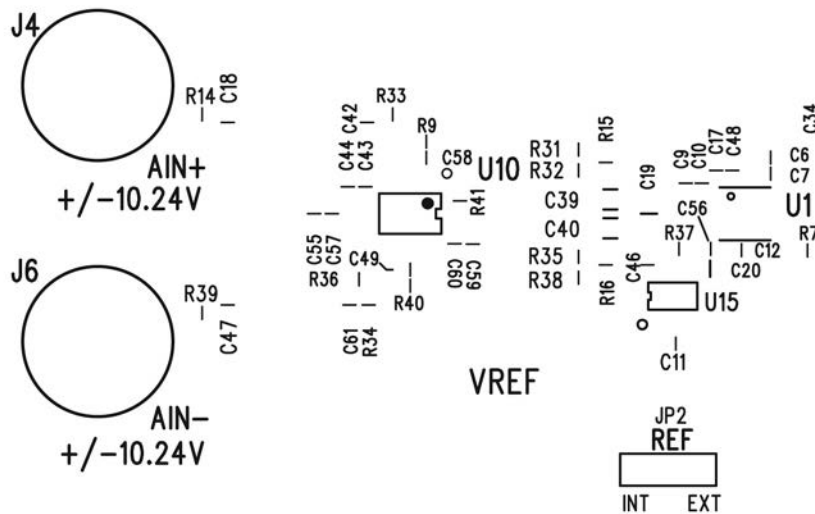 J4
R14
C18
AIN+
+/-10.24V
J6
R39
C47
AIN-
+/-10.24V
C42
R33
R9
C44
C43
C58
U10
R41
C55
C57
C49
R36
R40
C60
C59
C61
R34
R31
R32
R15
C39
C40
R35
R38
R16
C19
C9
C10
C17
C48
C34
C6
C7
U1
C56
R37
C12
C20
R7
C46
U15
C11
VREF
JP2
REF
INT EXT